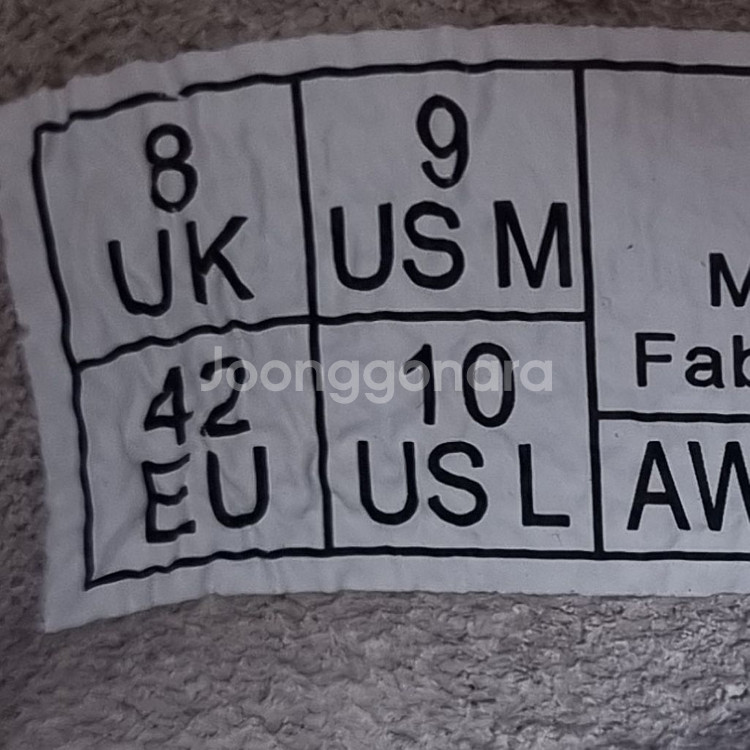 8
UK
9
US M
42
EU
10
US L
M
Fab
AW
Joonggonara